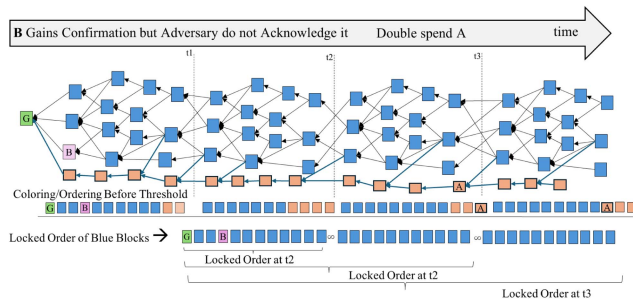 B Gains Confirmation but Adversary do not Acknowledge it Double spend A time
t1 t2 t3
G
B
A
Coloring/Ordering Before Threshold
G B A A
Locked Order of Blue Blocks → G B ∞ ∞
Locked Order at t2
Locked Order at t2
Locked Order at t3